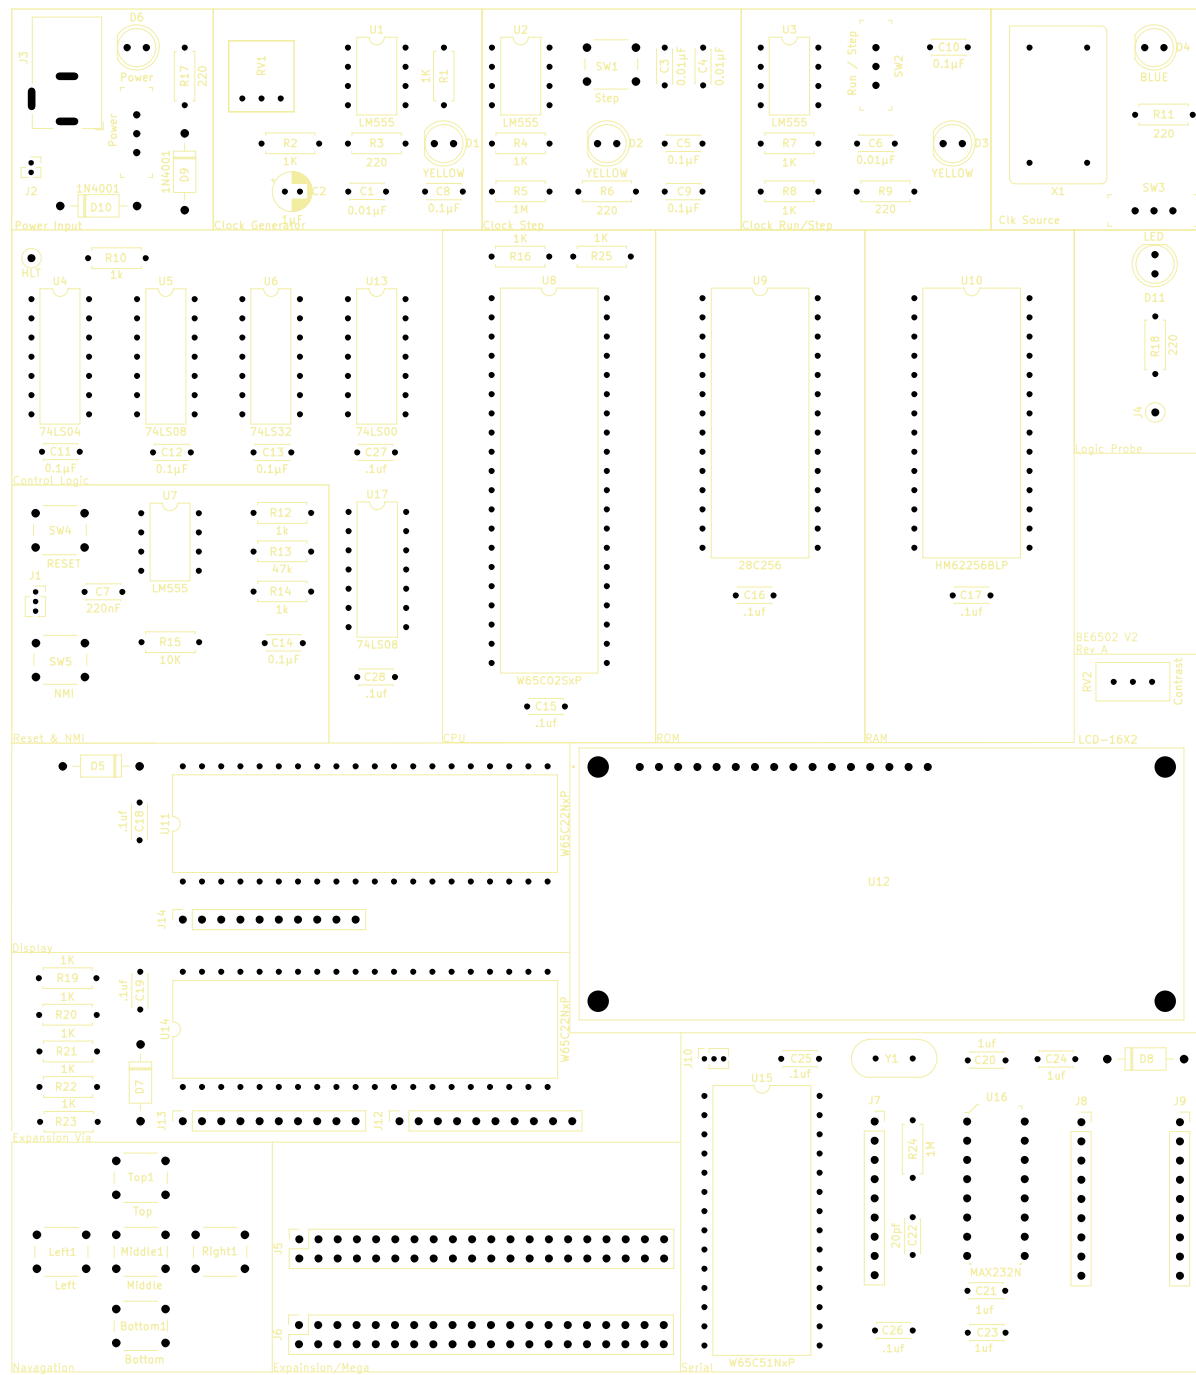 D6
Power
J3
R17
220
Power
J2
1N4001
D9
1N4001
D10
Power Input
RV1
U1
LM555
1K
R1
R2
1K
R3
220
D1
YELLOW
C2
1µF
C1
0.01µF
C8
0.1µF
Clock Generator
U2
LM555
SW1
Step
C3
0.01µF
C4
0.01µF
R4
1K
D2
YELLOW
C5
0.1µF
R5
1M
R6
220
C9
0.1µF
Clock Step
U3
LM555
Run / Step
SW2
C10
0.1µF
R7
1K
C6
0.01µF
D3
YELLOW
R8
1K
R9
220
Clock Run/Step
X1
D4
BLUE
R11
220
SW3
Clk Source
HLT
R10
1k
U4
74LS04
U5
74LS08
U6
74LS32
U13
74LS00
C11
0.1µF
C12
0.1µF
C13
0.1µF
C27
.1uf
Control Logic
1K
R16
1K
R25
U8
W65C02SxP
C15
.1uf
CPU
U9
28C256
C16
.1uf
ROM
U10
HM62256BLP
C17
.1uf
RAM
LED
D11
R18
220
J4
Logic Probe
BE6502 V2
Rev A
SW4
RESET
U7
LM555
R12
1k
R13
47k
R14
1k
J1
C7
220nF
R15
10K
C14
0.1µF
SW5
NMI
Reset & NMI
U17
74LS08
C28
.1uf
RV2
Contrast
LCD-16X2
D5
.1uf
C18
U11
W65C22NxP
J14
Display
U12
1K
R19
1K
R20
1K
R21
1K
R22
1K
R23
.1uf
C19
D7
U14
W65C22NxP
J13
J12
Expansion Via
Top1
Top
Left1
Left
Middle1
Middle
Right1
Bottom1
Bottom
Navagation
J5
J6
Expainsion/Mega
J10
U15
W65C51NxP
C25
.1uf
Y1
1uf
C20
C24
1uf
D8
J7
R24
1M
20pf
C22
U16
MAX232N
C21
1uf
C26
.1uf
C23
1uf
J8
J9
Serial